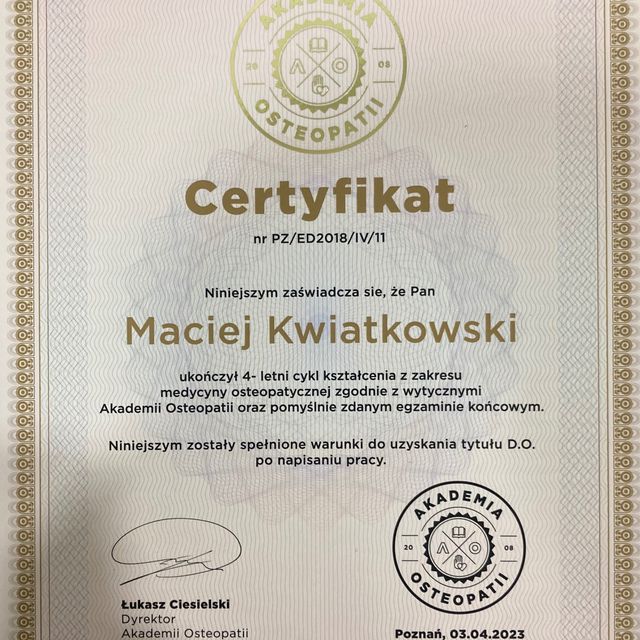 AKADEMIA
20 08
A O
OSTEOPATII
Certyfikat
nr PZ/ED2018/IV/11
Niniejszym zaświadcza sie, że Pan
Maciej Kwiatkowski
ukończył 4- letni cykl kształcenia z zakresu
medycyny osteopatycznej zgodnie z wytycznymi
Akademii Osteopatii oraz pomyślnie zdanym egzaminie końcowym.
Niniejszym zostały spełnione warunki do uzyskania tytułu D.O.
po napisaniu pracy.
AKADEMIA
20 08
A O
OSTEOPATII
Łukasz Ciesielski
Dyrektor
Akademii Osteopatii
Poznań, 03.04.2023